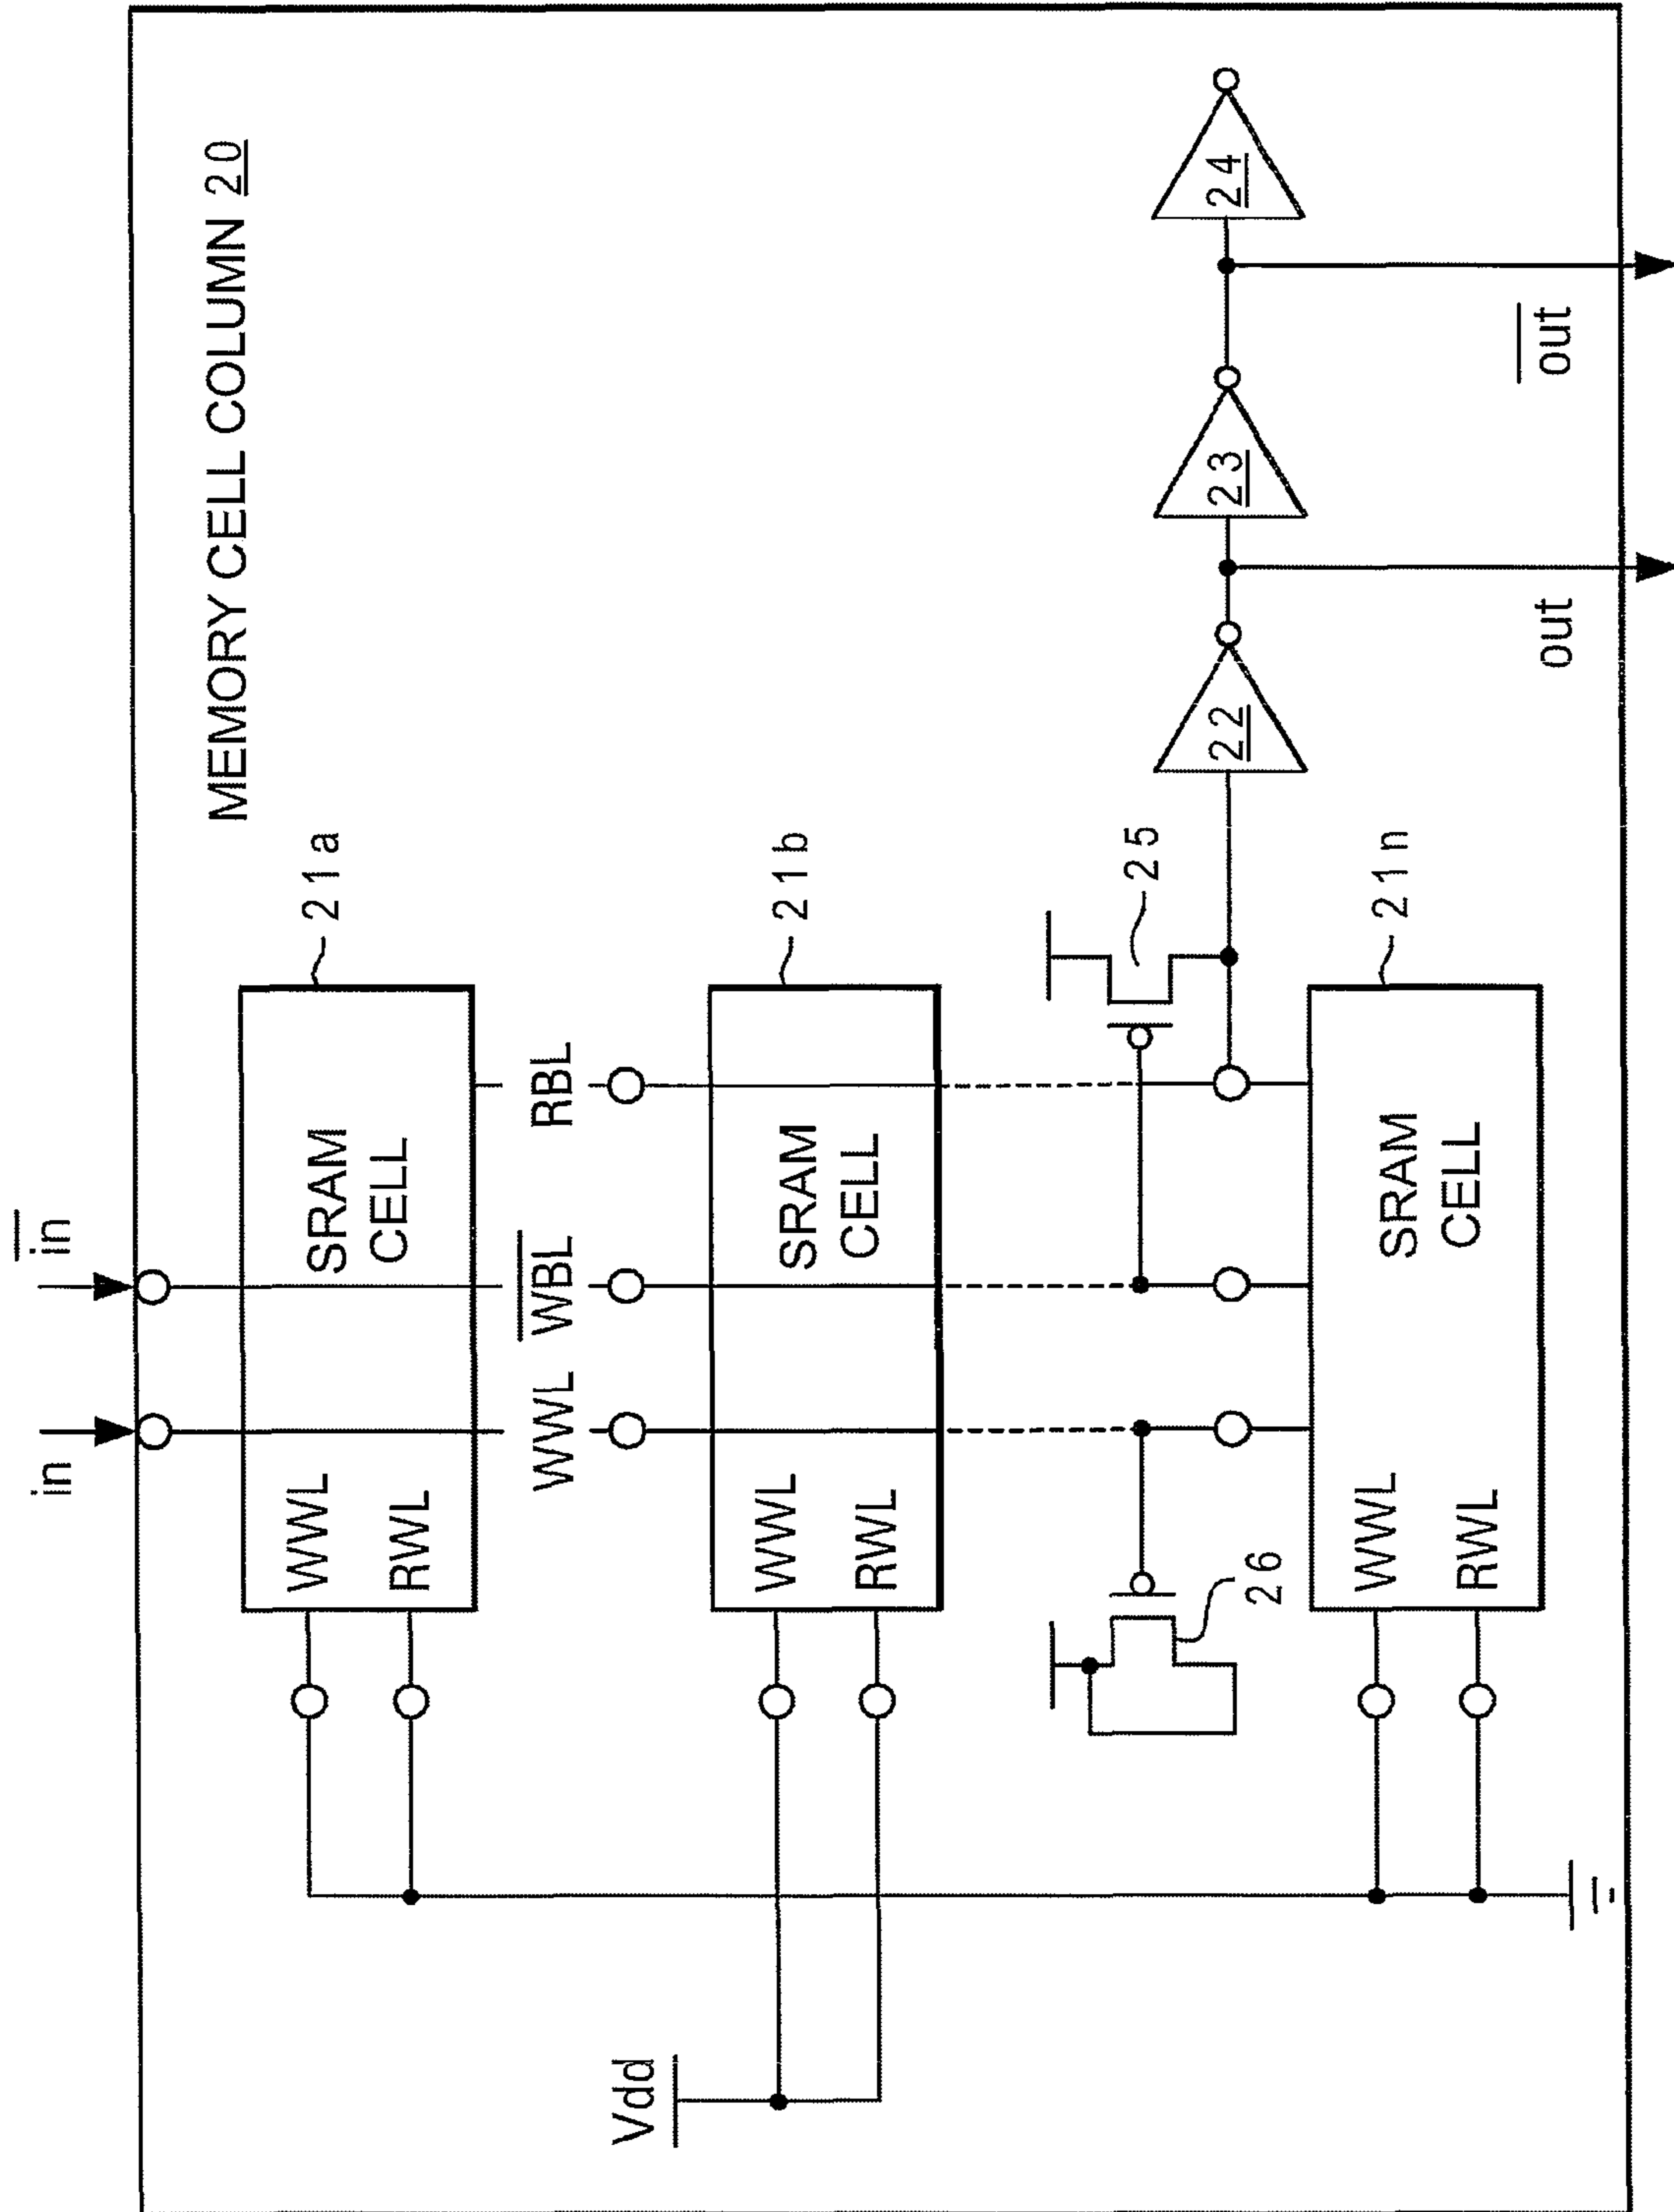 MEMORY CELL COLUMN 20
in
in
21a
WWL
RWL
SRAM
CELL
WWL
WBL
RBL
21b
WWL
RWL
SRAM
CELL
Vdd
25
26
22
23
24
21n
WWL
RWL
SRAM
CELL
out
out